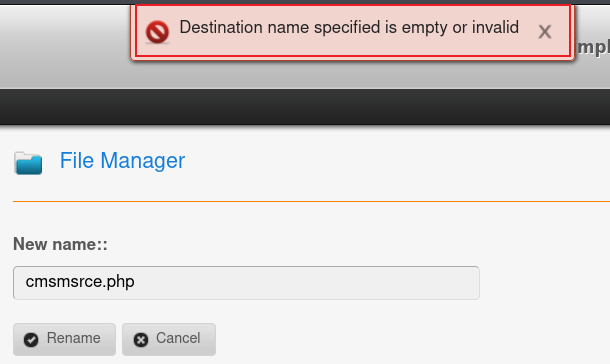 Destination name specified is empty or invalid
mpl
File Manager
New name::
cmsmsrce.php
Rename
Cancel